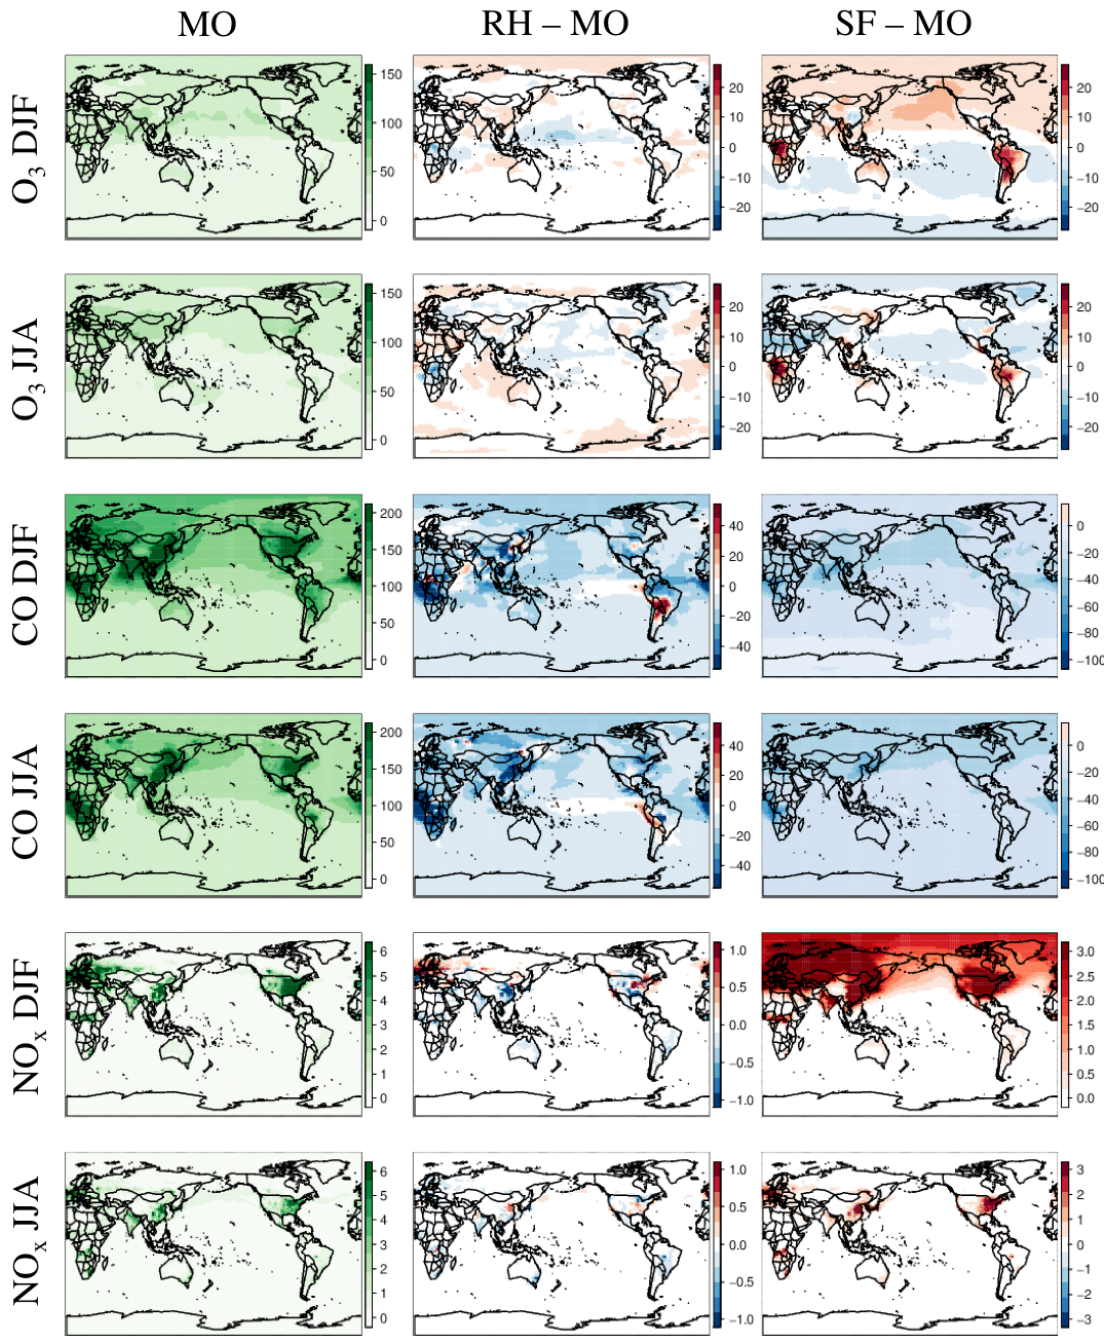 MO RH – MO SF – MO
O₃ DJF
150 100 50 0
20 10 0 −10 −20
20 10 0 −10 −20
O₃ JJA
150 100 50 0
20 10 0 −10 −20
20 10 0 −10 −20
CO DJF
200 150 100 50 0
40 20 0 −20 −40
0 −20 −40 −60 −80 −100
CO JJA
200 150 100 50 0
40 20 0 −20 −40
0 −20 −40 −60 −80 −100
NOₓ DJF
6 5 4 3 2 1 0
1.0 0.5 0.0 −0.5 −1.0
3.0 2.5 2.0 1.5 1.0 0.5 0.0
NOₓ JJA
6 5 4 3 2 1 0
1.0 0.5 0.0 −0.5 −1.0
3 2 1 0 −1 −2 −3